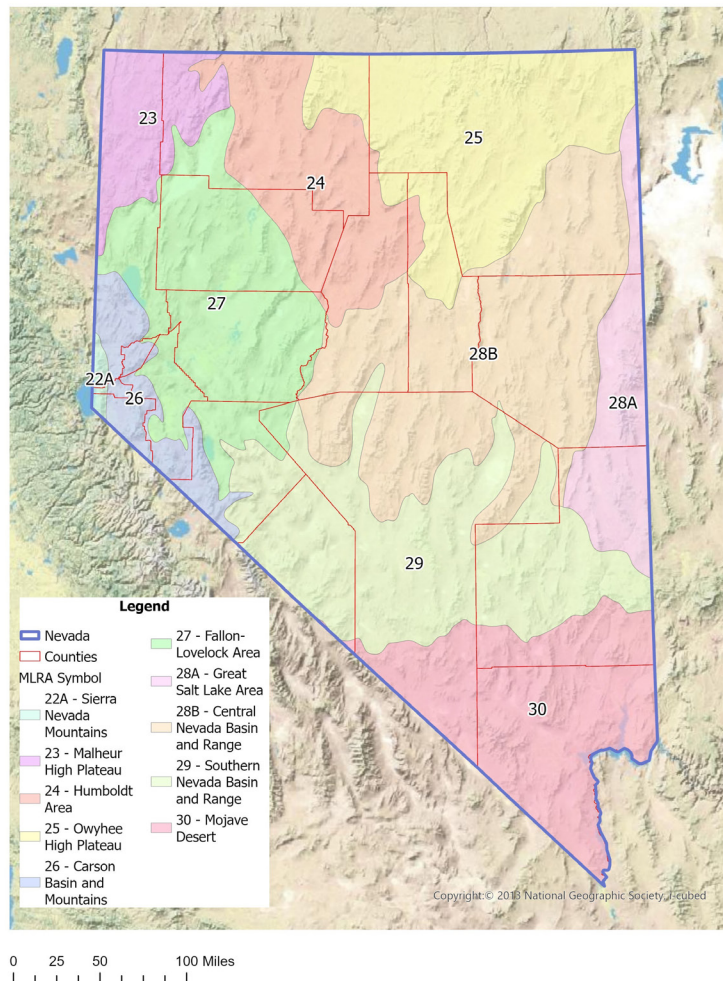 23
25
24
27
28B
22A
26
28A
29
30
Legend
Nevada
Counties
MLRA Symbol
22A - Sierra
Nevada
Mountains
23 - Malheur
High Plateau
24 - Humboldt
Area
25 - Owyhee
High Plateau
26 - Carson
Basin and
Mountains
27 - Fallon-
Lovelock Area
28A - Great
Salt Lake Area
28B - Central
Nevada Basin
and Range
29 - Southern
Nevada Basin
and Range
30 - Mojave
Desert
Copyright:© 2013 National Geographic Society, i-cubed
0 25 50 100 Miles